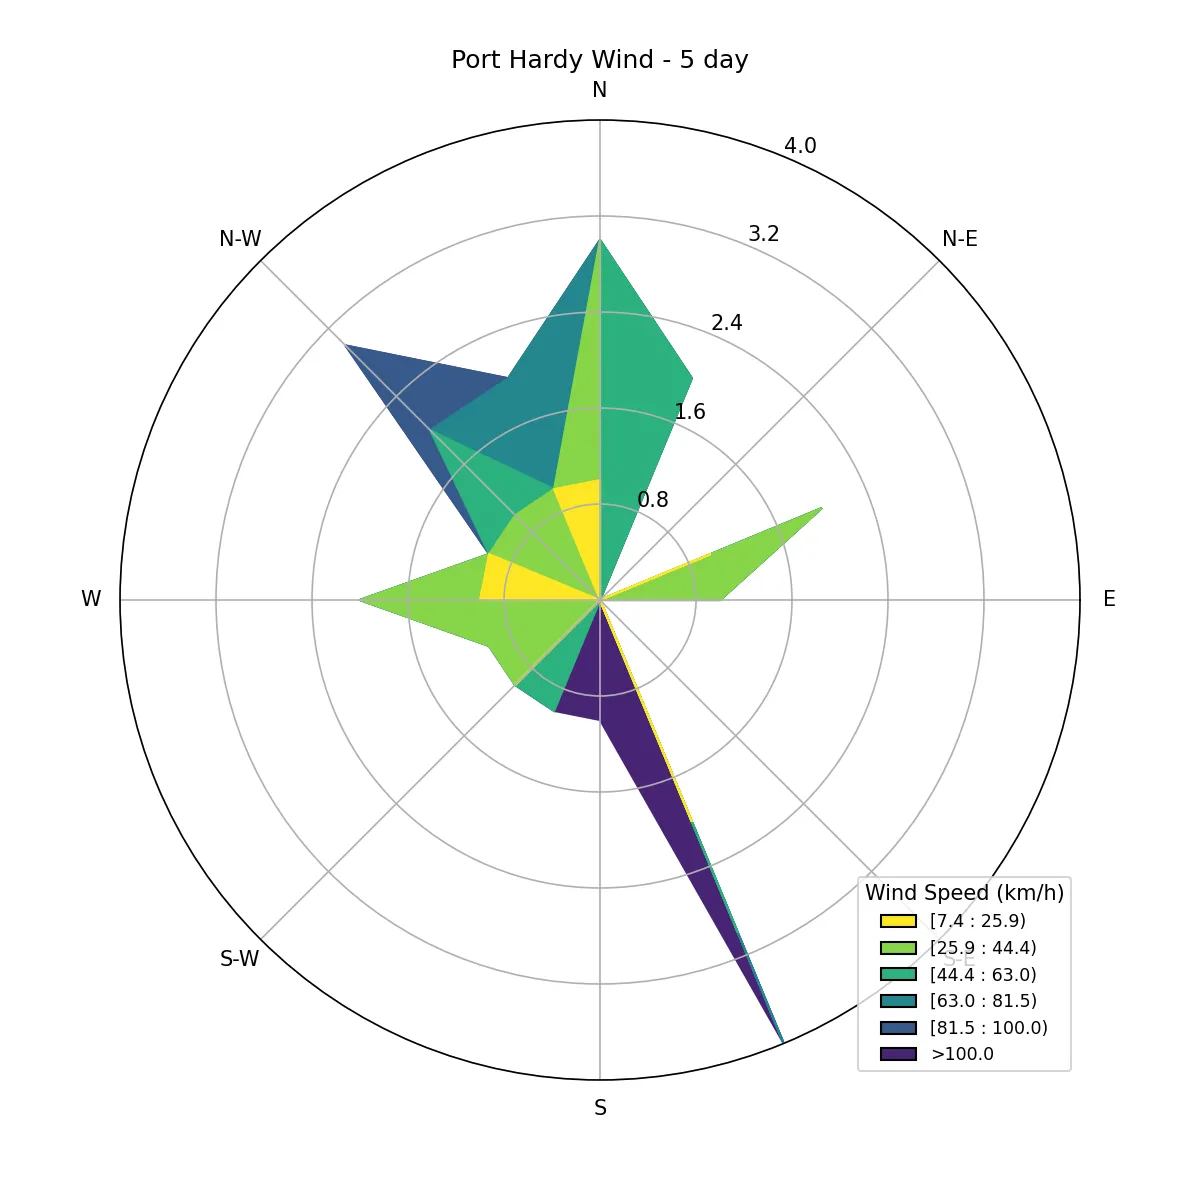 Port Hardy Wind - 5 day
N
4.0
N-W
3.2
N-E
2.4
1.6
0.8
W
E
Wind Speed (km/h)
[7.4 : 25.9)
[25.9 : 44.4)
S-W
S-E
[44.4 : 63.0)
[63.0 : 81.5)
[81.5 : 100.0)
>100.0
S